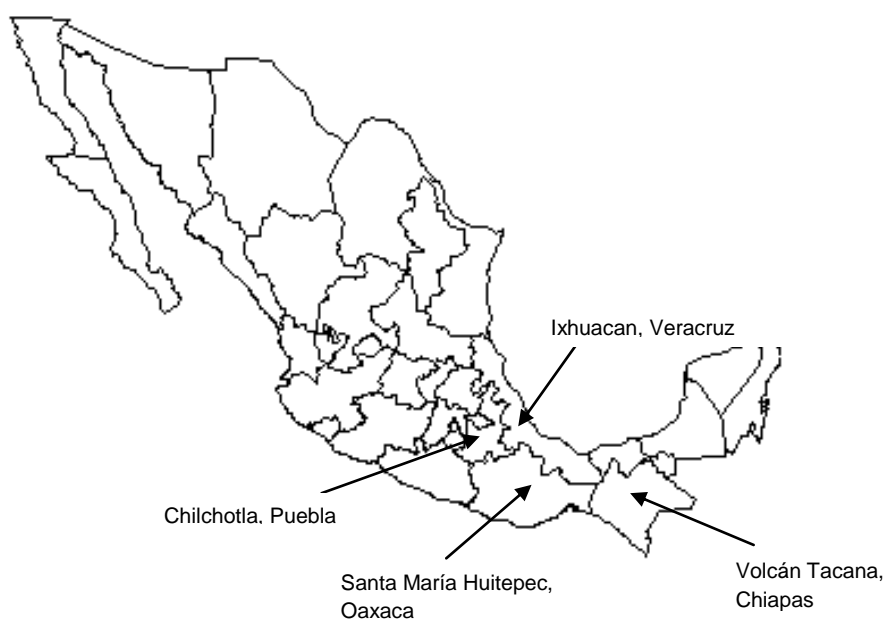 Ixhuacan, Veracruz
Chilchotla, Puebla
Santa María Huitepec,
Oaxaca
Volcán Tacana,
Chiapas